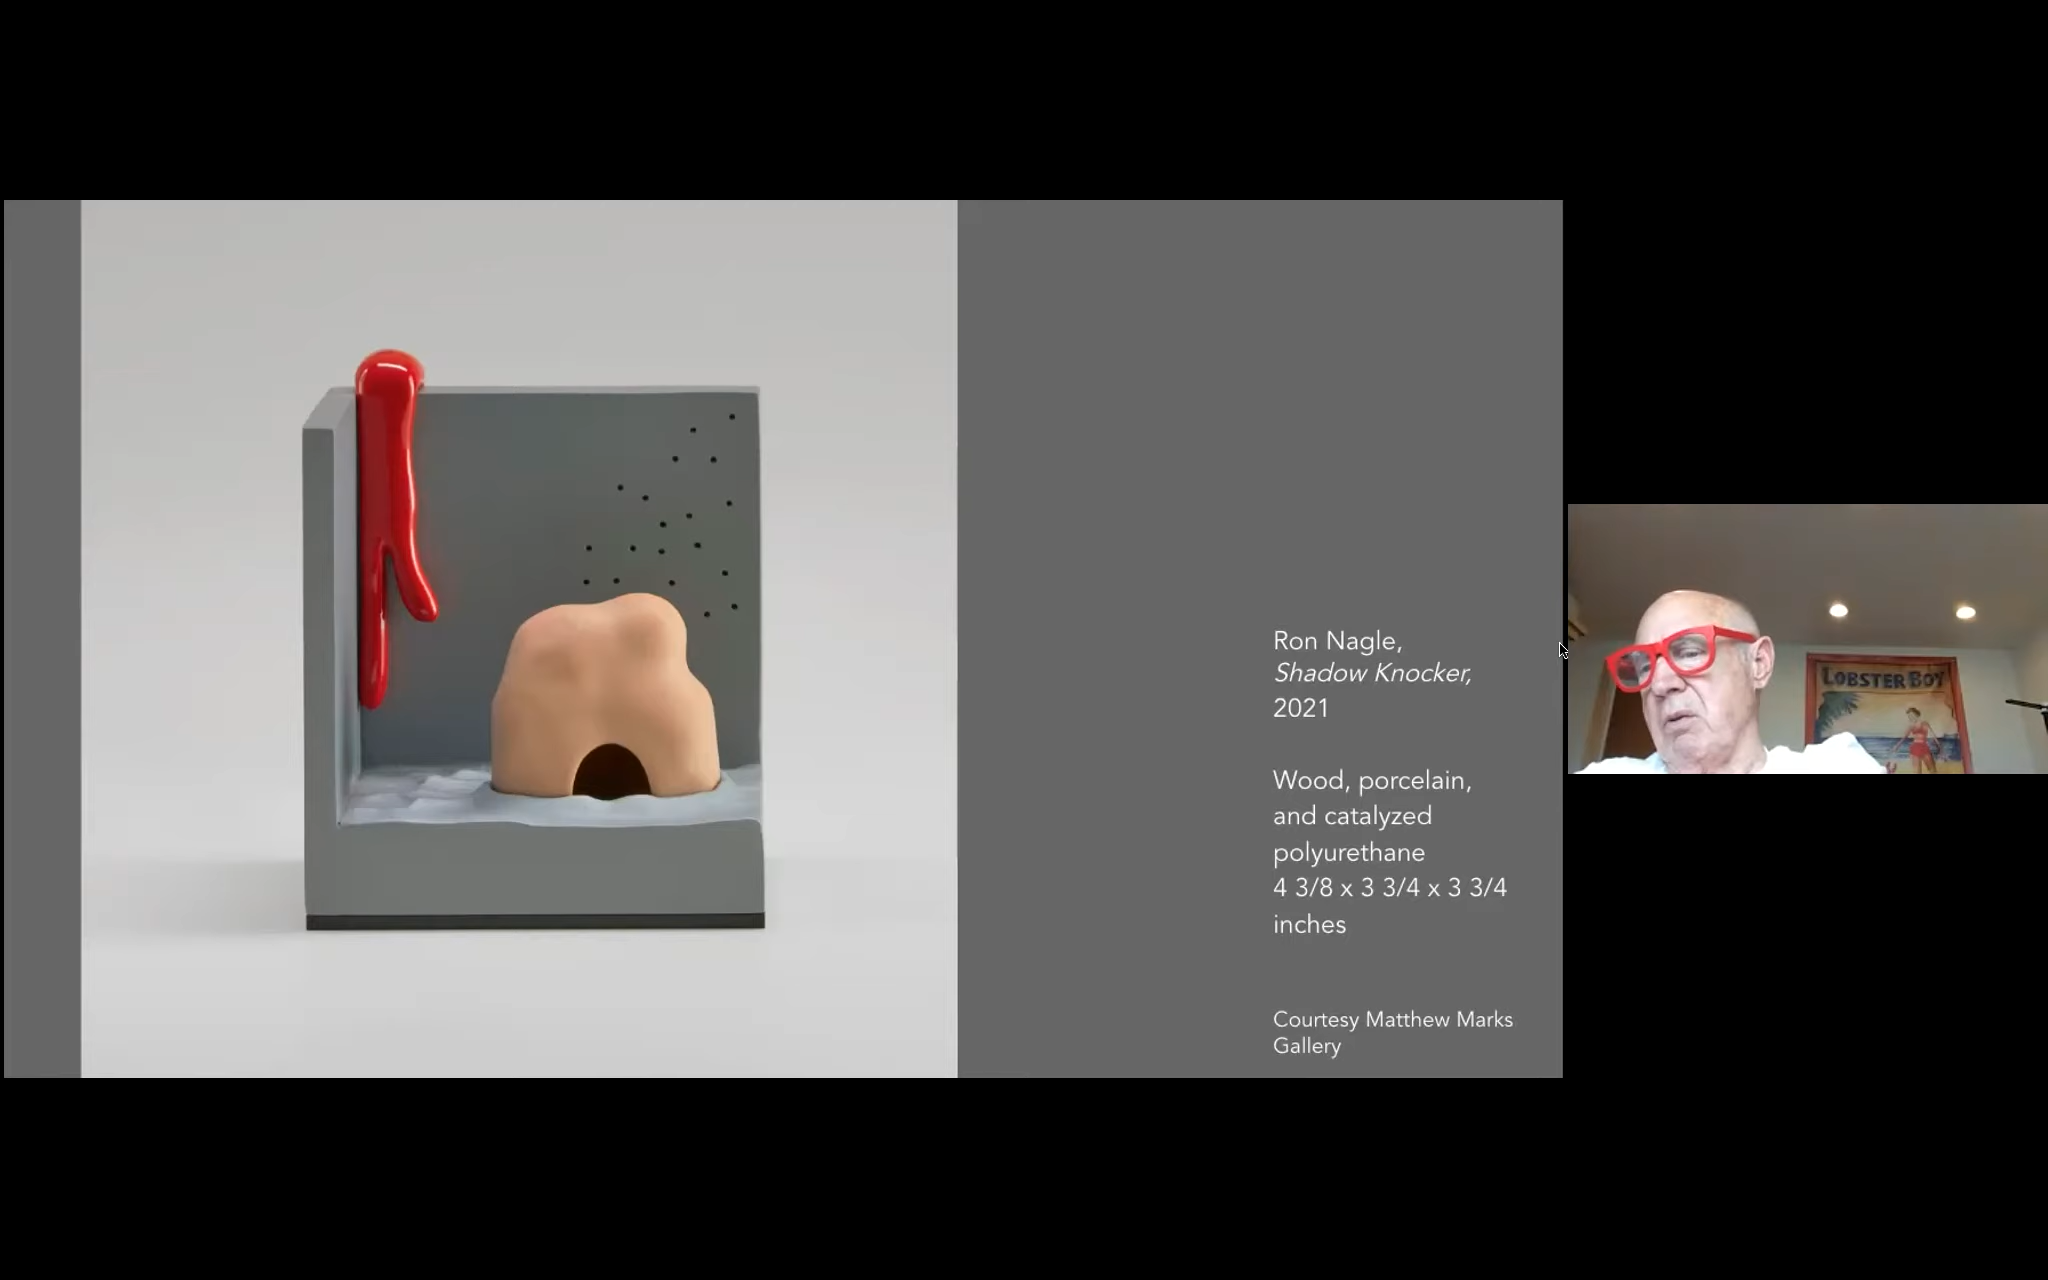 Ron Nagle,
Shadow Knocker,
2021
Wood, porcelain,
and catalyzed
polyurethane
4 3/8 x 3 3/4 x 3 3/4
inches
Courtesy Matthew Marks
Gallery
LOBSTER BOY